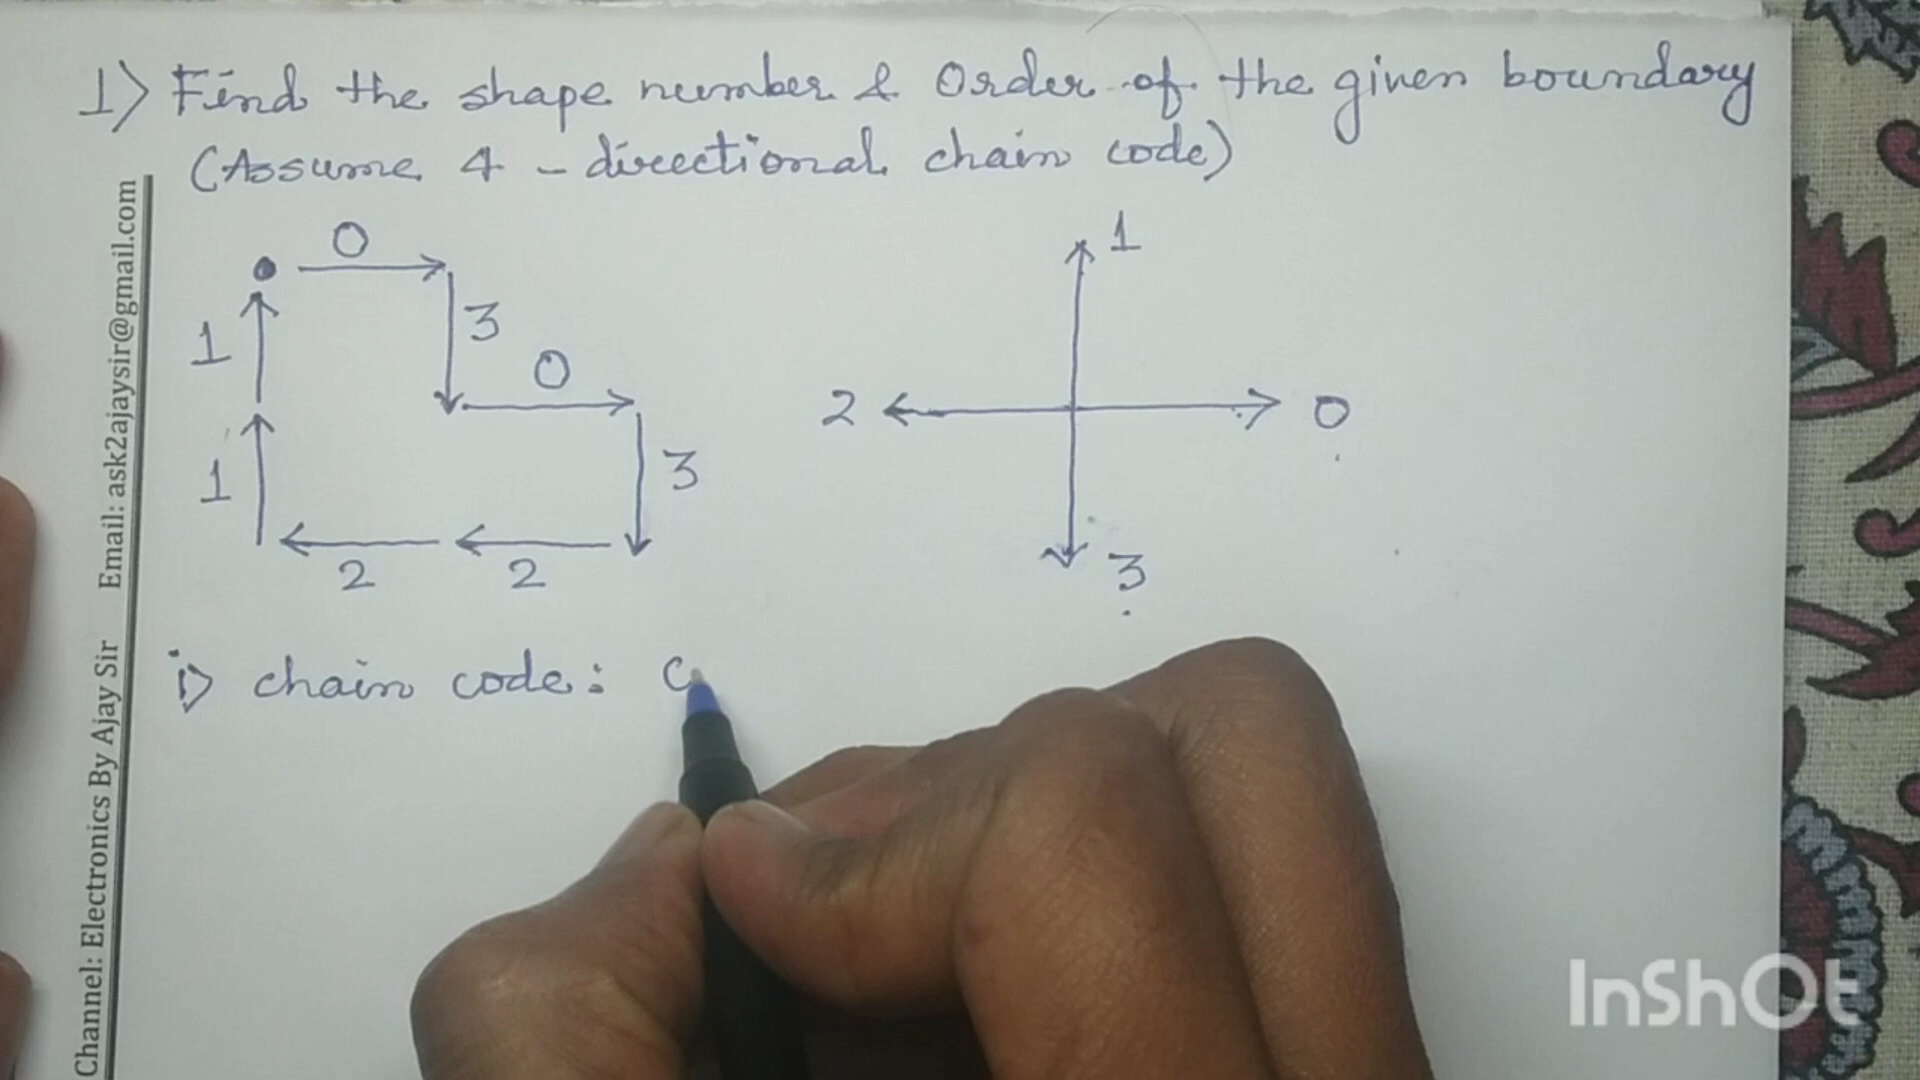 1) Find the shape number & Order of the given boundary
(Assume 4 - directional chain code)
0
1
3
0
1
3
2
2
1
2
0
3
i) chain code:
Channel: Electronics By Ajay Sir Email: ask2ajaysir@gmail.com
InShOt